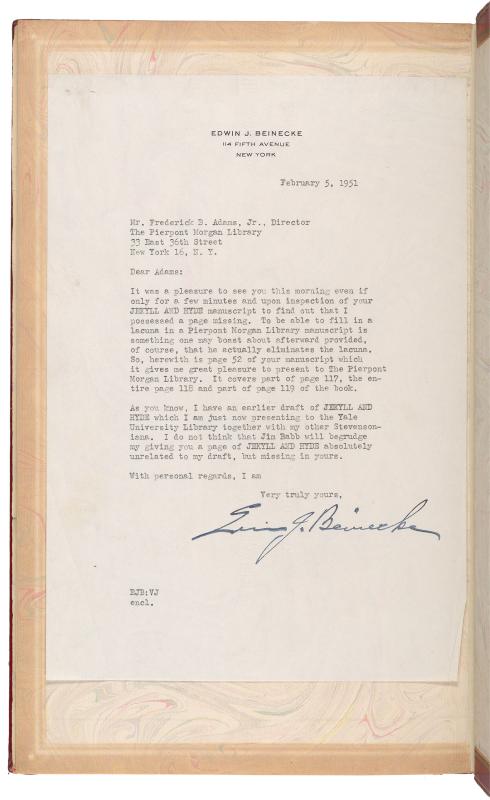 EDWIN J. BEINECKE
114 FIFTH AVENUE
NEW YORK
February 5, 1951
Mr. Frederick B. Adams, Jr., Director
The Pierpont Morgan Library
33 East 36th Street
New York 16, N. Y.
Dear Adams:
It was a pleasure to see you this morning even if
only for a few minutes and upon inspection of your
JEKYLL AND HYDE manuscript to find out that I
possessed a page missing. To be able to fill in a
lacuna in a Pierpont Morgan Library manuscript is
something one may boast about afterward provided,
of course, that he actually eliminates the lacuna.
So, herewith is page 52 of your manuscript which
it gives me great pleasure to present to The Pierpont
Morgan Library. It covers part of page 117, the en-
tire page 118 and part of page 119 of the book.
As you know, I have an earlier draft of JEKYLL AND
HYDE which I am just now presenting to the Yale
University Library together with my other Stevenson-
iana. I do not think that Jim Babb will begrudge
my giving you a page of JEKYLL AND HYDE absolutely
unrelated to my draft, but missing in yours.
With personal regards, I am
Very truly yours,
Edwin J. Beinecke
EJB:VJ
encl.